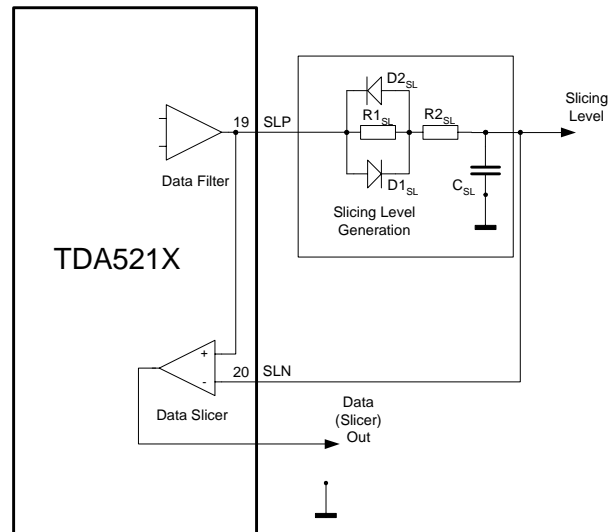 D2SL
19 SLP
R1SL
R2SL
Slicing
Level
Data Filter
D1SL
CSL
Slicing Level
Generation
TDA521X
+
-
20 SLN
Data Slicer
Data
(Slicer)
Out